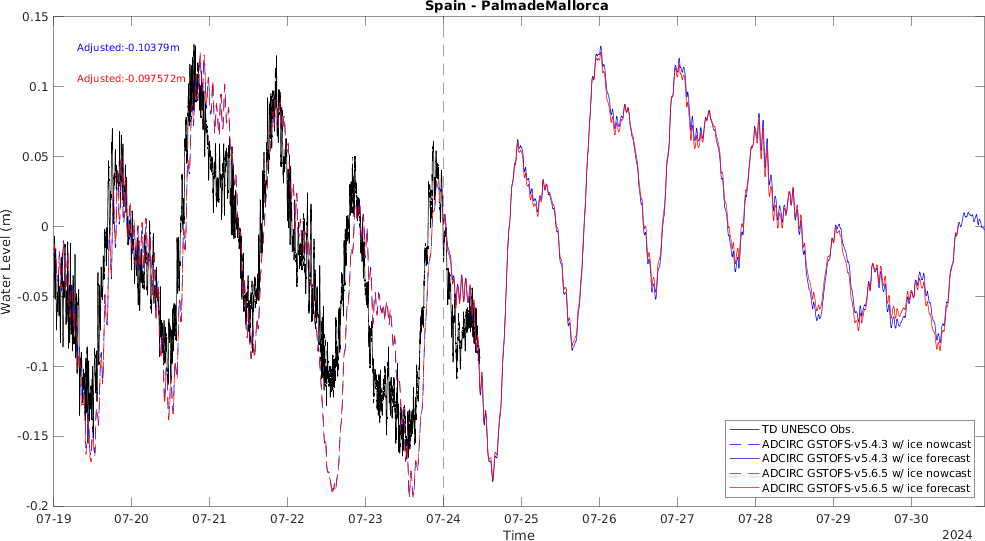 Spain - PalmadeMallorca
0.15
Adjusted:-0.10379m
Adjusted:-0.097572m
0.1
0.05
0
-0.05
-0.1
-0.15
-0.2
Water Level (m)
TD UNESCO Obs.
ADCIRC GSTOFS-v5.4.3 w/ ice nowcast
ADCIRC GSTOFS-v5.4.3 w/ ice forecast
ADCIRC GSTOFS-v5.6.5 w/ ice nowcast
ADCIRC GSTOFS-v5.6.5 w/ ice forecast
07-19 07-20 07-21 07-22 07-23 07-24 07-25 07-26 07-27 07-28 07-29 07-30
Time
2024